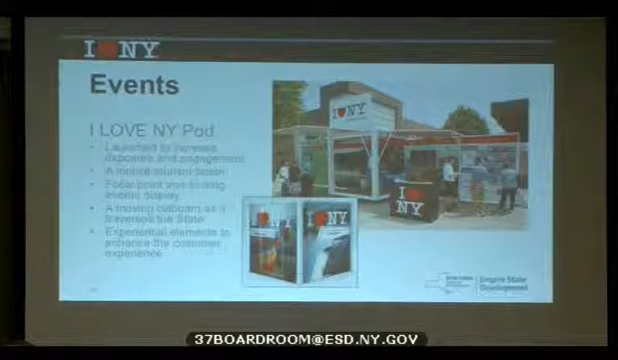 I ♥ NY
Events
I LOVE NY Pod
Launched to increase
exposure and engagement
A mobile tourism
Focal point and
display
A moving billboard as it
traverses the State
Experiential elements to
enhance the customer
experience
I ♥ NY
I ♥ NY
I ♥ NY
I ♥ NY
Empire State
Development
37BOARDROOM@ESD.NY.GOV